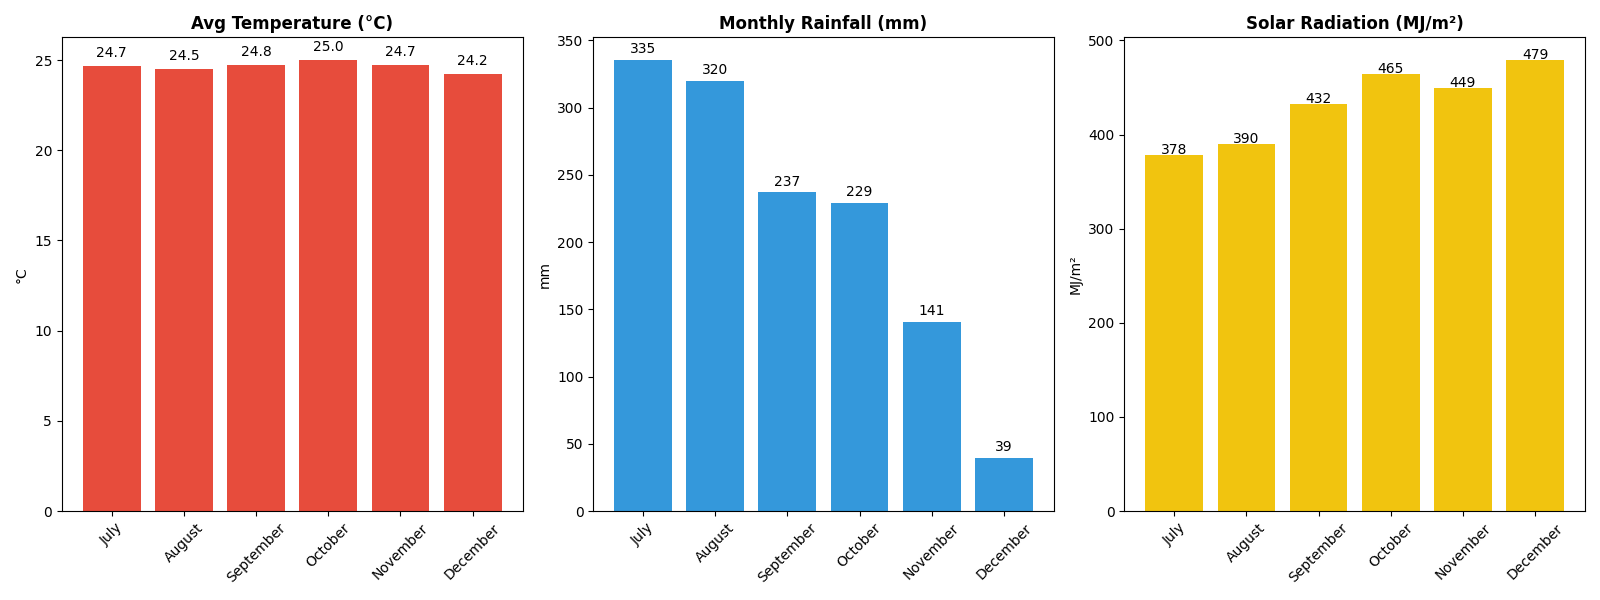 Avg Temperature (°C)
°C
25
20
15
10
5
0
24.7
24.5
24.8
25.0
24.7
24.2
July
August
September
October
November
December
Monthly Rainfall (mm)
mm
350
300
250
200
150
100
50
0
335
320
237
229
141
39
July
August
September
October
November
December
Solar Radiation (MJ/m²)
MJ/m²
500
400
300
200
100
0
378
390
432
465
449
479
July
August
September
October
November
December